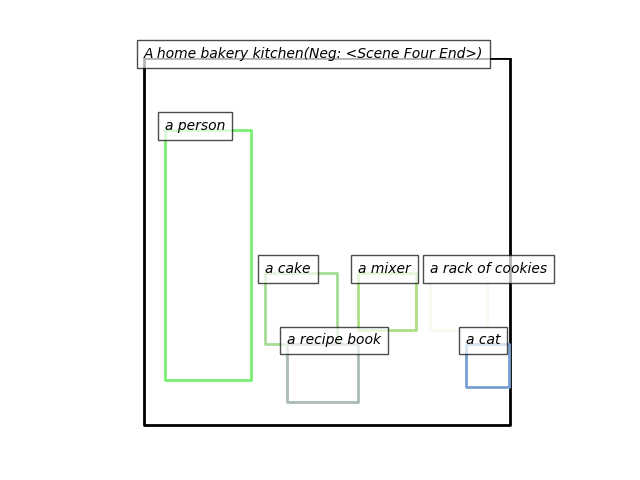 A home bakery kitchen(Neg: <Scene Four End>)
a person
a cake
a mixer
a rack of cookies
a recipe book
a cat